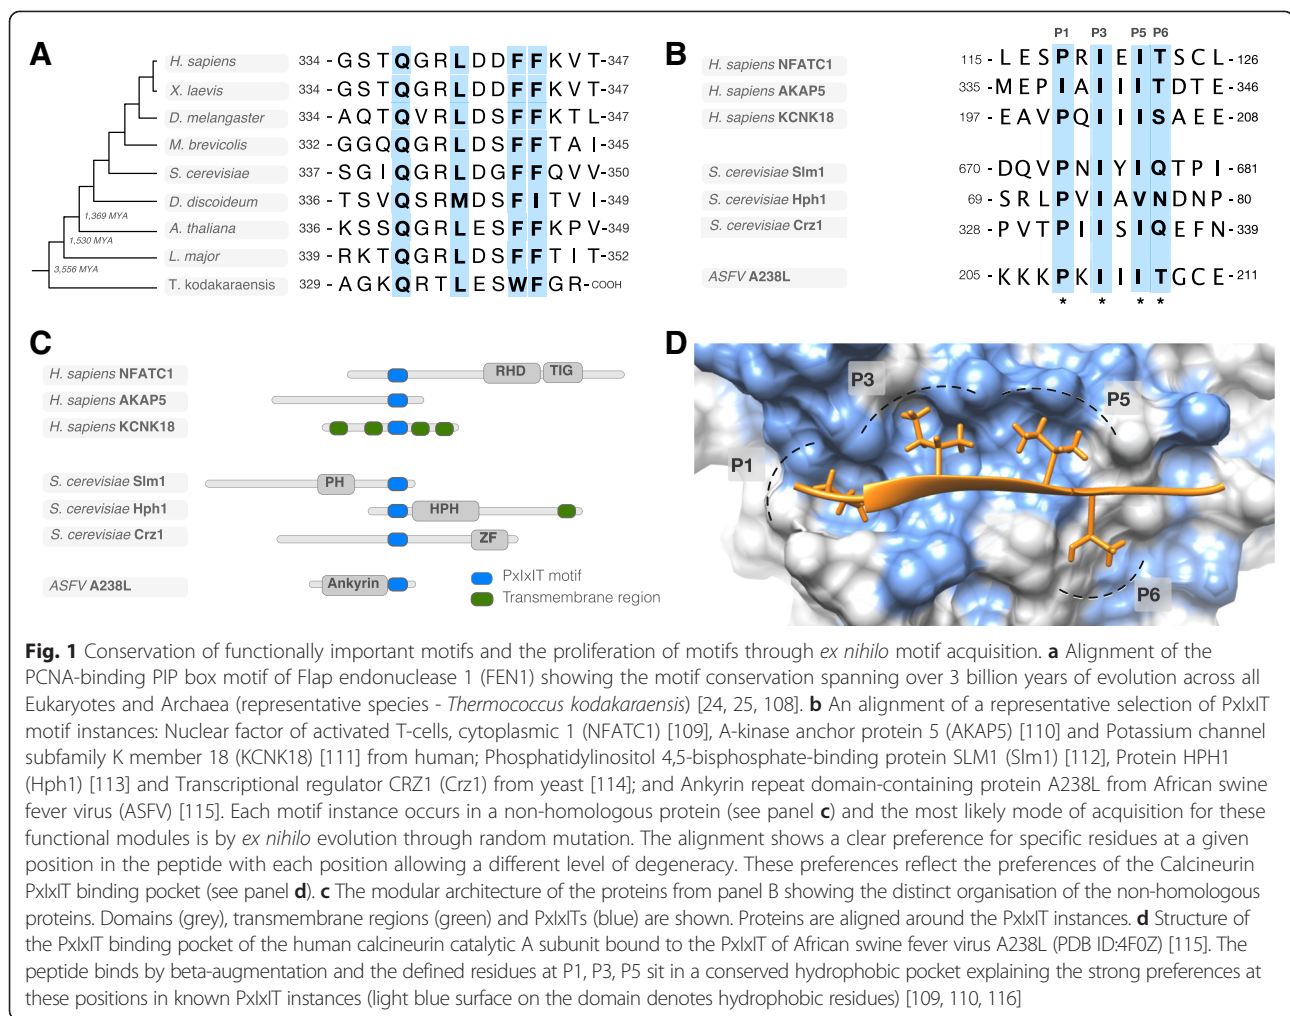 A
H. sapiens 334 - G S T Q G R L D D F F K V T - 347
X. laevis 334 - G S T Q G R L D D F F K V T - 347
D. melangaster 334 - A Q T Q V R L D S F F K T L - 347
M. brevicolis 332 - G G Q Q G R L D S F F T A I - 345
S. cerevisiae 337 - S G I Q G R L D G F F Q V V - 350
D. discoideum 336 - T S V Q S R M D S F I T V I - 349
A. thaliana 336 - K S S Q G R L E S F F K P V - 349
L. major 339 - R K T Q G R L D S F F T I T - 352
T. kodakaraensis 329 - A G K Q R T L E S W F G R - COOH
1,369 MYA
1,530 MYA
3,556 MYA
B
P1 P3 P5 P6
H. sapiens NFATC1 115 - L E S P R I E I T S C L - 126
H. sapiens AKAP5 335 - M E P I A I I I T D T E - 346
H. sapiens KCNK18 197 - E A V P Q I I I S A E E - 208
S. cerevisiae Slm1 670 - D Q V P N I Y I Q T P I - 681
S. cerevisiae Hph1 69 - S R L P V I A V N D N P - 80
S. cerevisiae Crz1 328 - P V T P I I S I Q E F N - 339
ASFV A238L 205 - K K K P K I I I T G C E - 211
* * * *
C
H. sapiens NFATC1 RHD TIG
H. sapiens AKAP5
H. sapiens KCNK18
S. cerevisiae Slm1 PH
S. cerevisiae Hph1 HPH
S. cerevisiae Crz1 ZF
ASFV A238L Ankyrin
PxIxIT motif
Transmembrane region
D
P1
P3
P5
P6
Fig. 1 Conservation of functionally important motifs and the proliferation of motifs through ex nihilo motif acquisition. a Alignment of the
PCNA-binding PIP box motif of Flap endonuclease 1 (FEN1) showing the motif conservation spanning over 3 billion years of evolution across all
Eukaryotes and Archaea (representative species - Thermococcus kodakaraensis) [24, 25, 108]. b An alignment of a representative selection of PxIxIT
motif instances: Nuclear factor of activated T-cells, cytoplasmic 1 (NFATC1) [109], A-kinase anchor protein 5 (AKAP5) [110] and Potassium channel
subfamily K member 18 (KCNK18) [111] from human; Phosphatidylinositol 4,5-bisphosphate-binding protein SLM1 (Slm1) [112], Protein HPH1
(Hph1) [113] and Transcriptional regulator CRZ1 (Crz1) from yeast [114]; and Ankyrin repeat domain-containing protein A238L from African swine
fever virus (ASFV) [115]. Each motif instance occurs in a non-homologous protein (see panel c) and the most likely mode of acquisition for these
functional modules is by ex nihilo evolution through random mutation. The alignment shows a clear preference for specific residues at a given
position in the peptide with each position allowing a different level of degeneracy. These preferences reflect the preferences of the Calcineurin
PxIxIT binding pocket (see panel d). c The modular architecture of the proteins from panel B showing the distinct organisation of the non-homologous
proteins. Domains (grey), transmembrane regions (green) and PxIxITs (blue) are shown. Proteins are aligned around the PxIxIT instances. d Structure of
the PxIxIT binding pocket of the human calcineurin catalytic A subunit bound to the PxIxIT of African swine fever virus A238L (PDB ID:4F0Z) [115]. The
peptide binds by beta-augmentation and the defined residues at P1, P3, P5 sit in a conserved hydrophobic pocket explaining the strong preferences at
these positions in known PxIxIT instances (light blue surface on the domain denotes hydrophobic residues) [109, 110, 116]